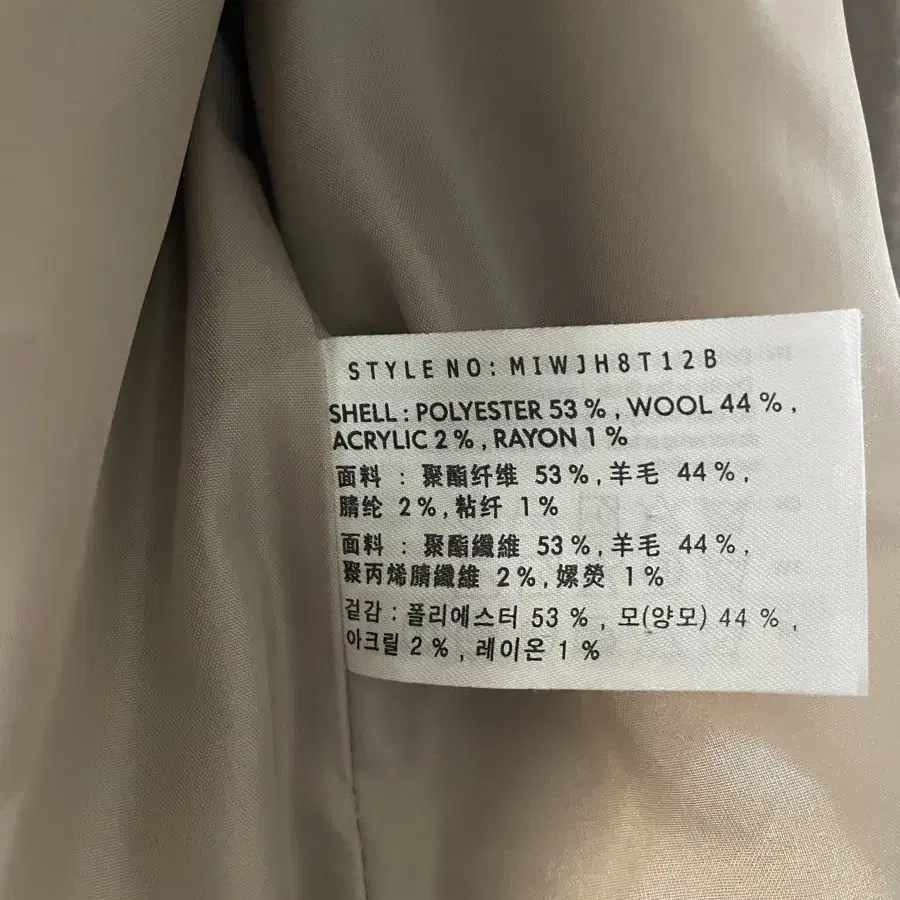 STYLE NO: MIWJH8T12B
SHELL : POLYESTER 53 % , WOOL 44 % ,
ACRYLIC 2 % , RAYON 1 %
面料 : 聚酯纤维 53 %, 羊毛 44 %,
腈纶 2 %, 粘纤 1 %
面料 : 聚酯纖維 53 %, 羊毛 44 %,
聚丙烯腈纖維 2 %, 嫘熒 1 %
겉감 : 폴리에스터 53 % , 모(양모) 44 % ,
아크릴 2 % , 레이온 1 %